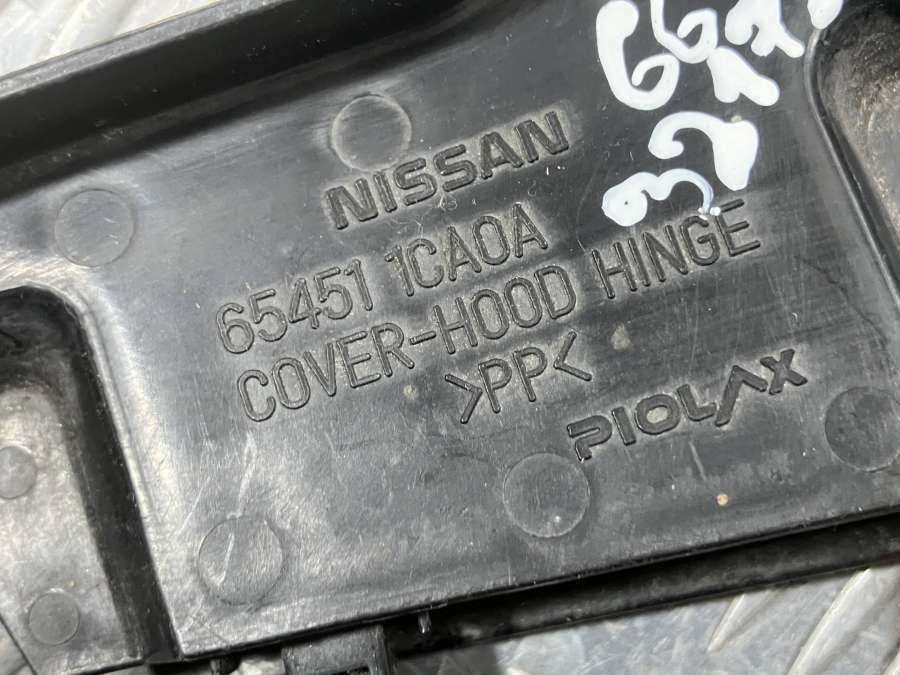 NISSAN
65451 1CA0A
COVER-HOOD HINGE
>PP<
PIOLAX